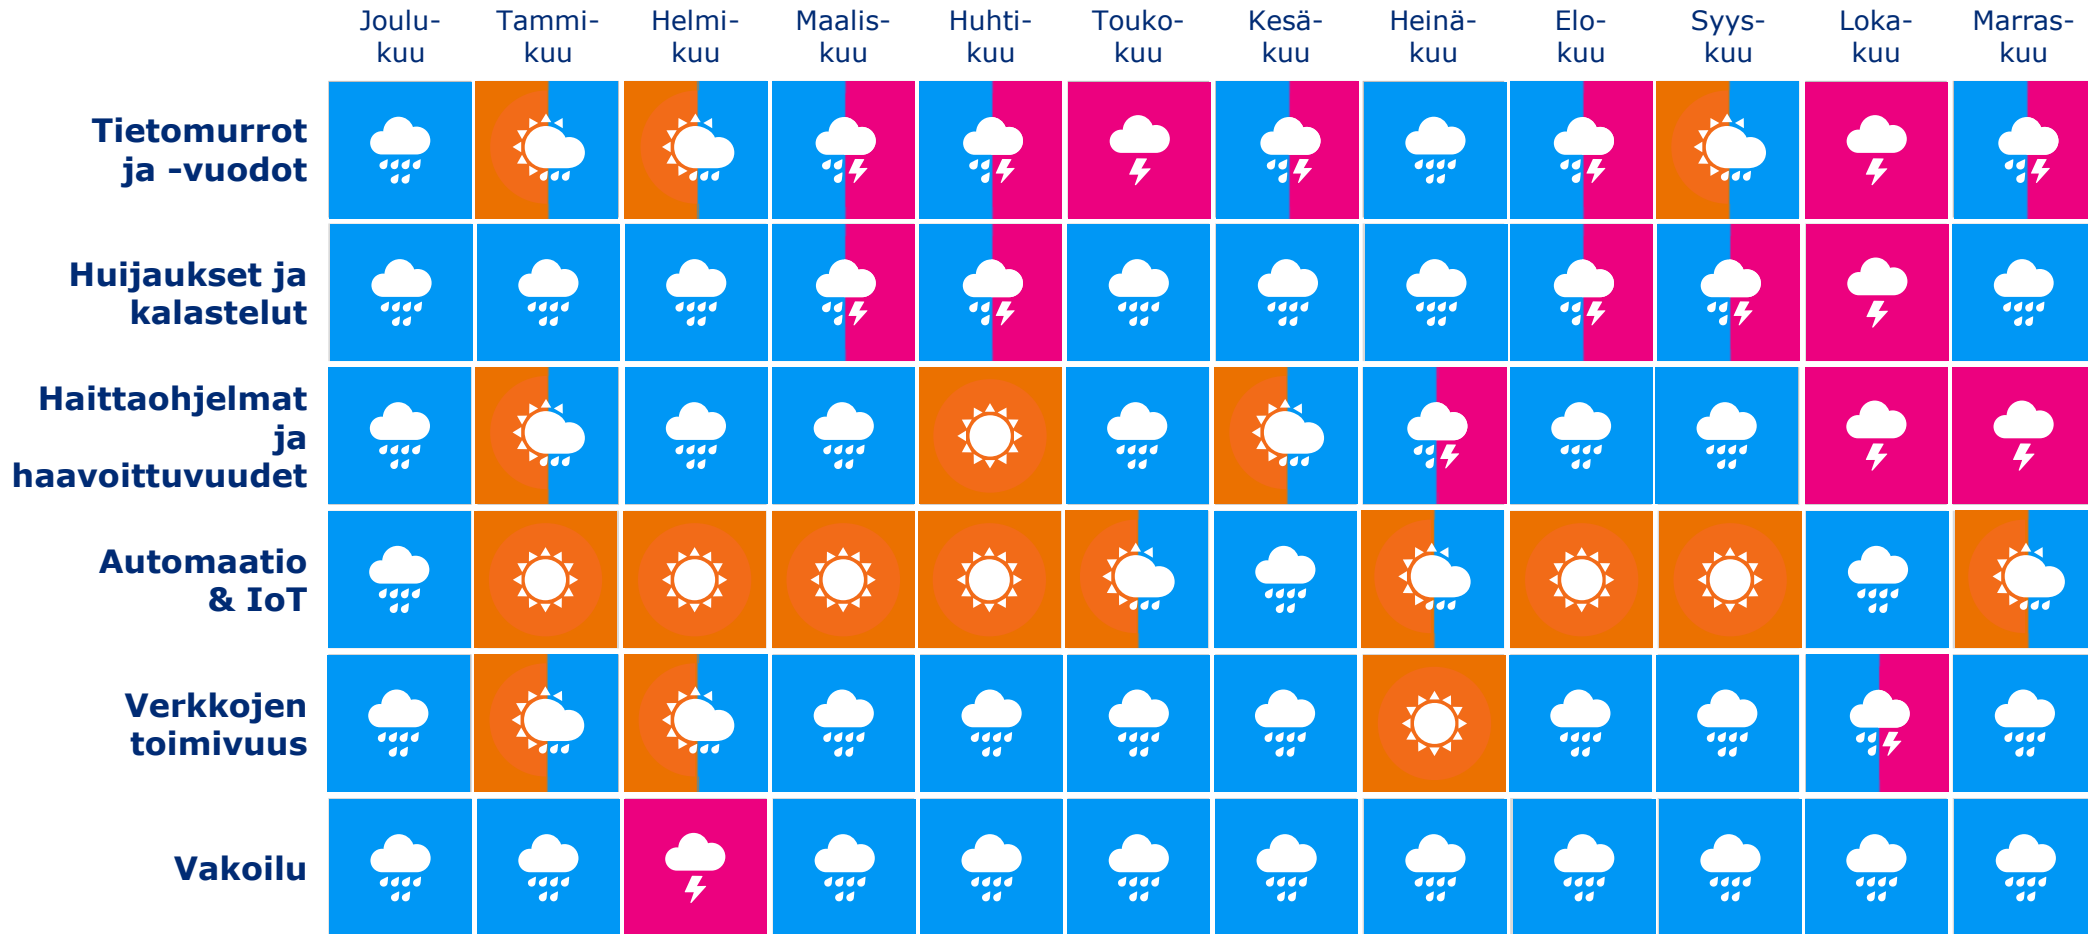 Joulu-
kuu
Tammi-
kuu
Helmi-
kuu
Maalis-
kuu
Huhti-
kuu
Touko-
kuu
Kesä-
kuu
Heinä-
kuu
Elo-
kuu
Syys-
kuu
Loka-
kuu
Marras-
kuu
Tietomurrot
ja -vuodot
Huijaukset ja
kalastelut
Haittaohjelmat
ja
haavoittuvuudet
Automaatio
& IoT
Verkkojen
toimivuus
Vakoilu